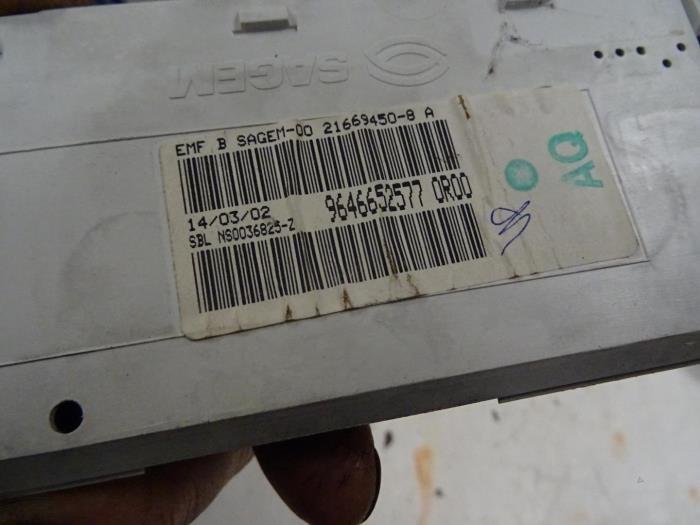 SAGEM
EMF B SAGEM-00 21669450-8 A
14/03/02
9646652577 0R00
SBL NS0036825-Z
AQ